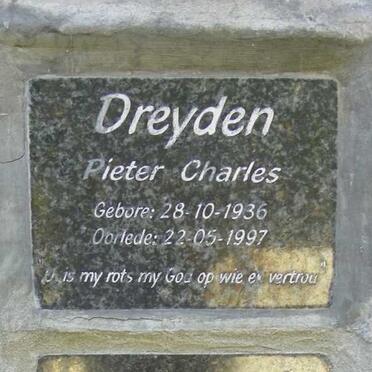 Dreyden
Pieter Charles
Gebore: 28-10-1936
Oorlede: 22-05-1997
"U is my rots my God op wie ek vertrou"